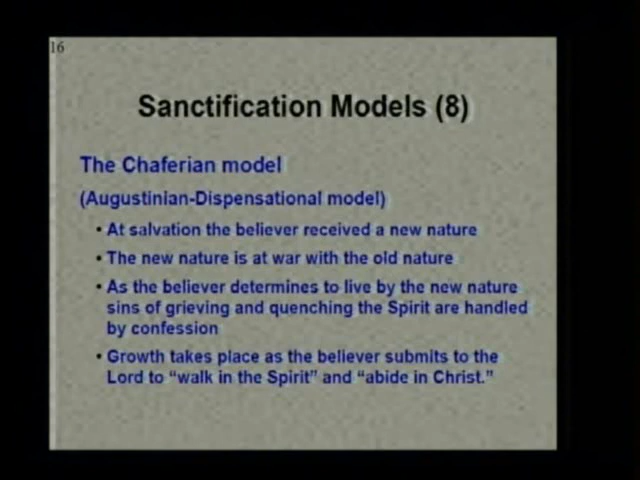 16
Sanctification Models (8)
The Chaferian model
(Augustinian-Dispensational model)
• At salvation the believer received a new nature
• The new nature is at war with the old nature
• As the believer determines to live by the new nature
sins of grieving and quenching the Spirit are handled
by confession
• Growth takes place as the believer submits to the
Lord to “walk in the Spirit” and “abide in Christ.”